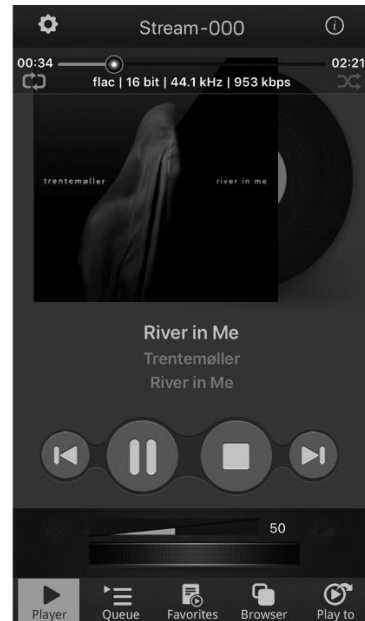 Stream-000
00:34 02:21
flac | 16 bit | 44.1 kHz | 953 kbps
trentemøller river in me
River in Me
Trentemøller
River in Me
50
Player Queue Favorites Browser Play to